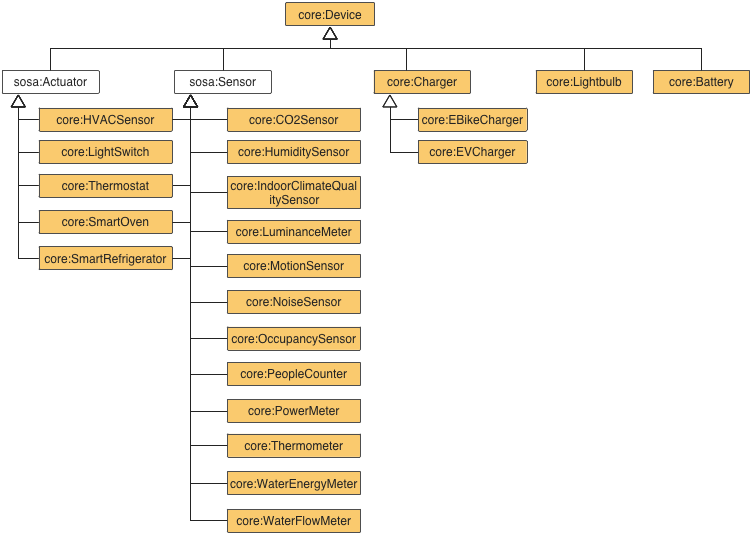 core:Device
sosa:Actuator
sosa:Sensor
core:Charger
core:Lightbulb
core:Battery
core:HVACSensor
core:LightSwitch
core:Thermostat
core:SmartOven
core:SmartRefrigerator
core:CO2Sensor
core:HumiditySensor
core:IndoorClimateQual
itySensor
core:LuminanceMeter
core:MotionSensor
core:NoiseSensor
core:OccupancySensor
core:PeopleCounter
core:PowerMeter
core:Thermometer
core:WaterEnergyMeter
core:WaterFlowMeter
core:EBikeCharger
core:EVCharger